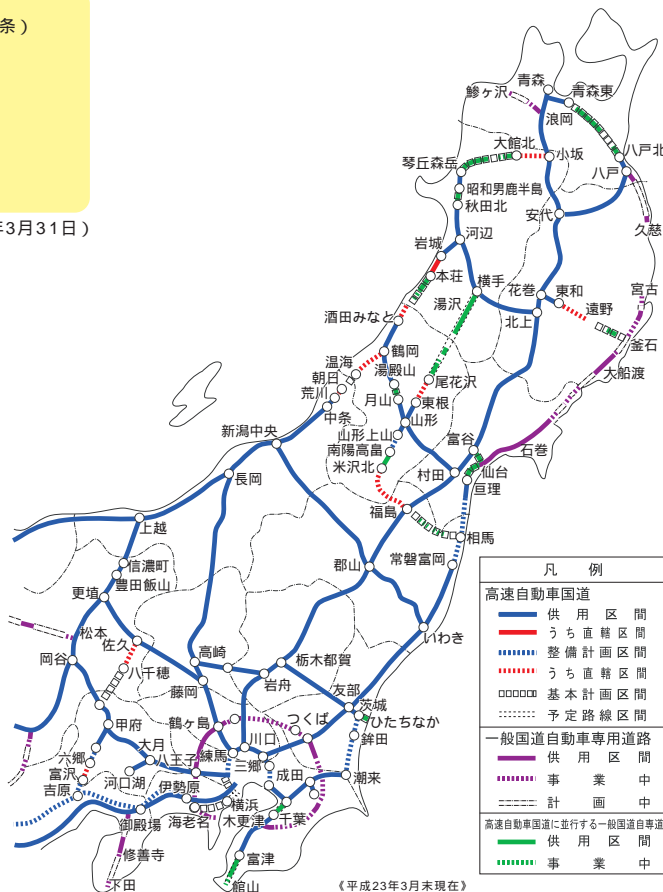 条）
年3月31日）
青森
青森東
鰺ヶ沢
浪岡
大館北
小坂
八戸北
琴丘森岳
八戸
昭和男鹿半島
秋田北
安代
久慈
河辺
岩城
本荘
横手
花巻
東和
宮古
湯沢
遠野
酒田みなと
北上
釜石
鶴岡
大船渡
温海
湯殿山
朝日
尾花沢
荒川
月山
東根
中条
山形
新潟中央
山形上山
富谷
石巻
南陽高畠
仙台
米沢北
村田
長岡
亘理
福島
上越
相馬
信濃町
常磐富岡
郡山
豊田飯山
更埴
いわき
松本
佐久
岡谷
高崎
栃木都賀
八千穂
岩舟
友部
藤岡
茨城
鶴ヶ島
つくば
ひたちなか
甲府
川口
鉾田
大月
練馬
六郷
八王子
三郷
成田
富沢
潮来
河口湖
吉原
伊勢原
横浜
千葉
御殿場
海老名
木更津
修善寺
富津
下田
館山
凡例
高速自動車国道
供用区間
うち直轄区間
整備計画区間
うち直轄区間
基本計画区間
予定路線区間
一般国道自動車専用道路
供用区間
事業中
計画中
高速自動車国道に並行する一般国道自専道
供用区間
事業中
《平成23年3月末現在》